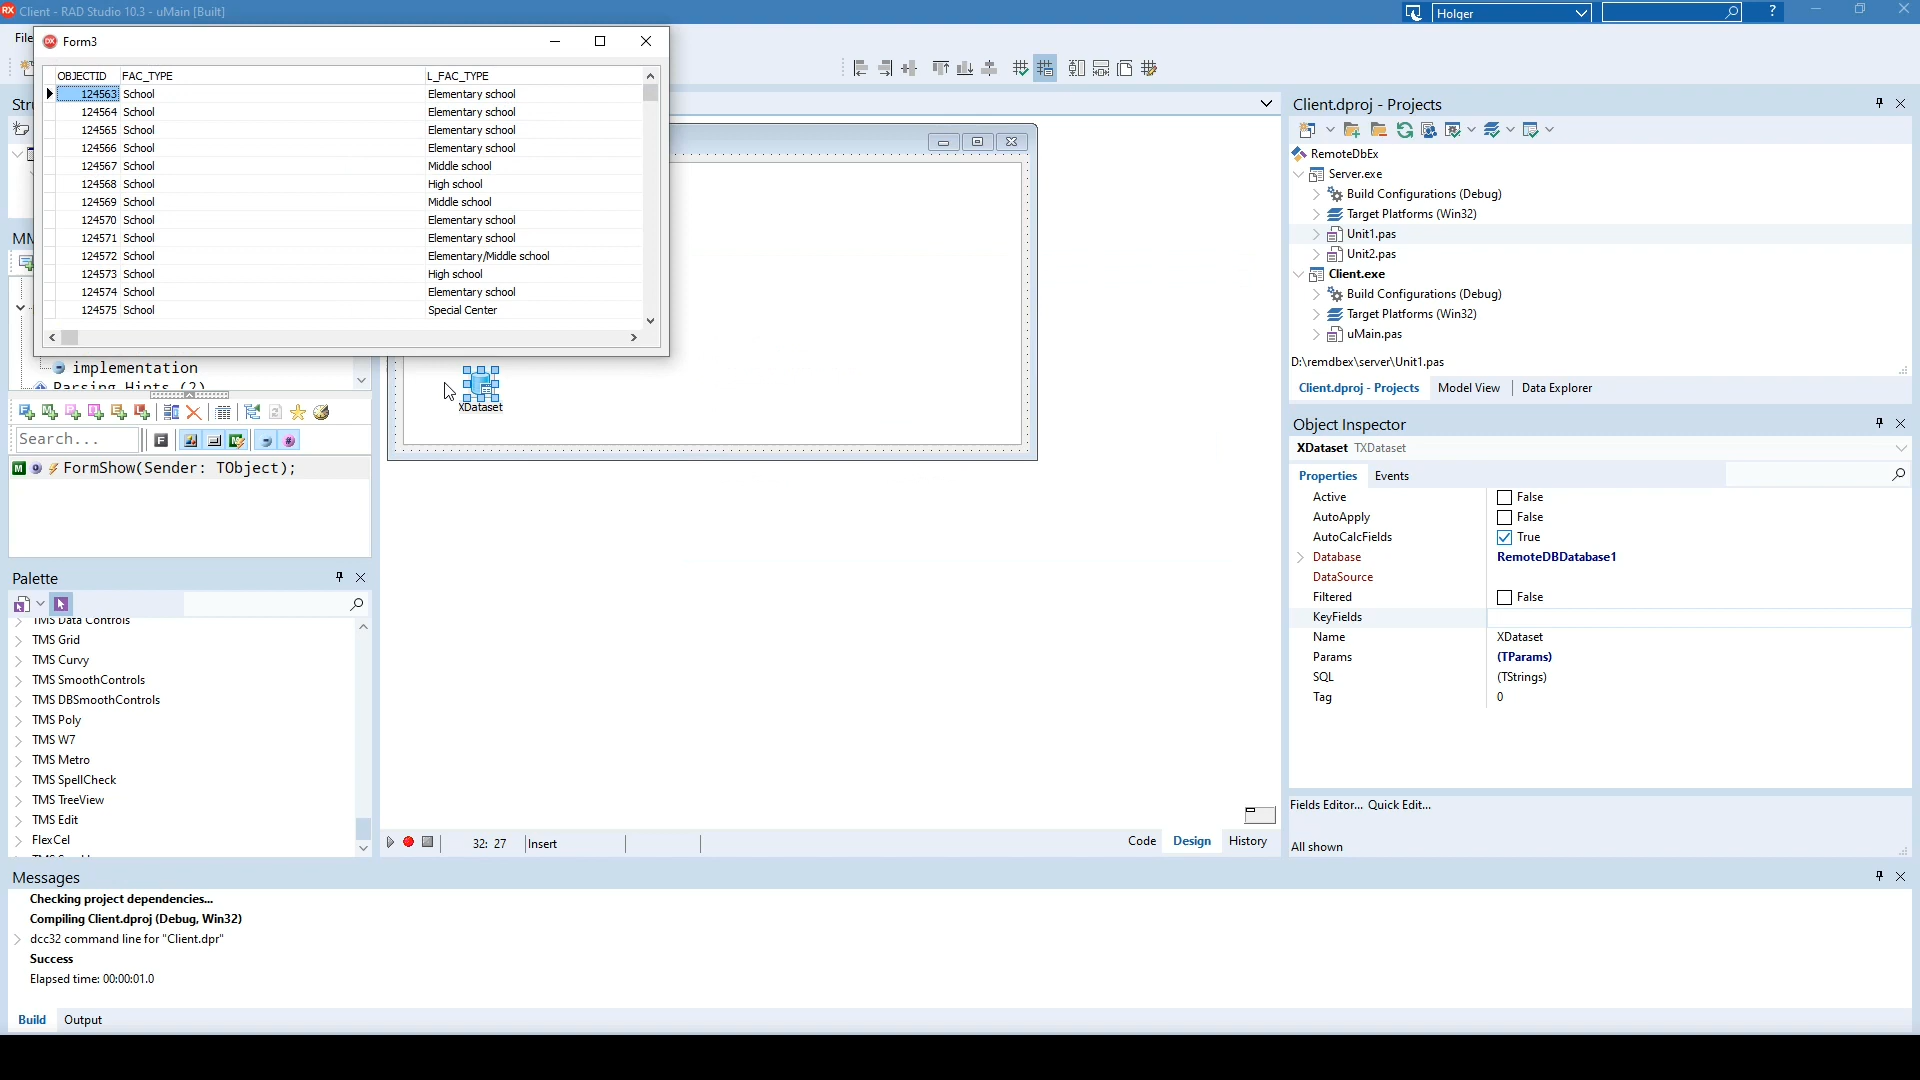 Client - RAD Studio 10.3 - uMain [Built]
Holger
?
File
Form3
OBJECTID FAC_TYPE L_FAC_TYPE
124563 School Elementary school
124564 School Elementary school
124565 School Elementary school
124566 School Elementary school
124567 School Middle school
124568 School High school
124569 School Middle school
124570 School Elementary school
124571 School Elementary school
124572 School Elementary/Middle school
124573 School High school
124574 School Elementary school
124575 School Special Center
implementation
Parsing Hints (2)
Search...
FormShow(Sender: TObject);
Palette
TMS Data Controls
TMS Grid
TMS Curvy
TMS SmoothControls
TMS DBSmoothControls
TMS Poly
TMS W7
TMS Metro
TMS SpellCheck
TMS TreeView
TMS Edit
FlexCel
XDataset
32: 27 Insert
Code Design History
Client.dproj - Projects
RemoteDbEx
Server.exe
Build Configurations (Debug)
Target Platforms (Win32)
Unit1.pas
Unit2.pas
Client.exe
Build Configurations (Debug)
Target Platforms (Win32)
uMain.pas
D:\remdbex\server\Unit1.pas
Client.dproj - Projects Model View Data Explorer
Object Inspector
XDataset TXDataset
Properties Events
Active False
AutoApply False
AutoCalcFields True
Database RemoteDBDatabase1
DataSource
Filtered False
KeyFields
Name XDataset
Params (TParams)
SQL (TStrings)
Tag 0
Fields Editor... Quick Edit...
All shown
Messages
Checking project dependencies...
Compiling Client.dproj (Debug, Win32)
dcc32 command line for "Client.dpr"
Success
Elapsed time: 00:00:01.0
Build Output